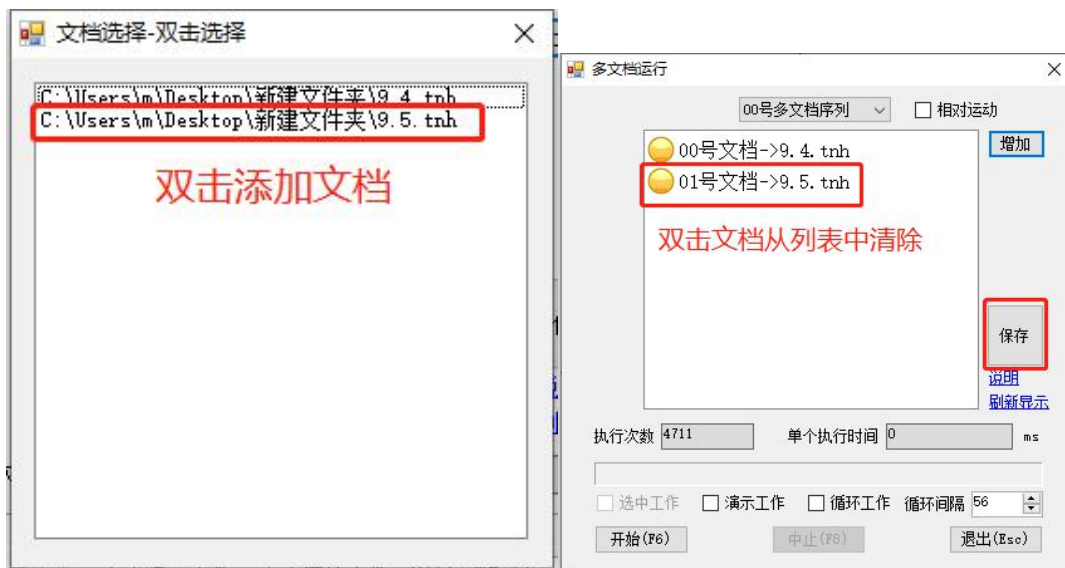 文档选择-双击选择
C:\Users\m\Desktop\新建文件夹\9.4.tnh
C:\Users\m\Desktop\新建文件夹\9.5.tnh
双击添加文档
多文档运行
00号多文档序列
相对运动
增加
00号文档->9.4.tnh
01号文档->9.5.tnh
双击文档从列表中清除
保存
说明
刷新显示
执行次数 4711 单个执行时间 0 ms
选中工作 演示工作 循环工作 循环间隔 56
开始(F6) 中止(F8) 退出(Esc)